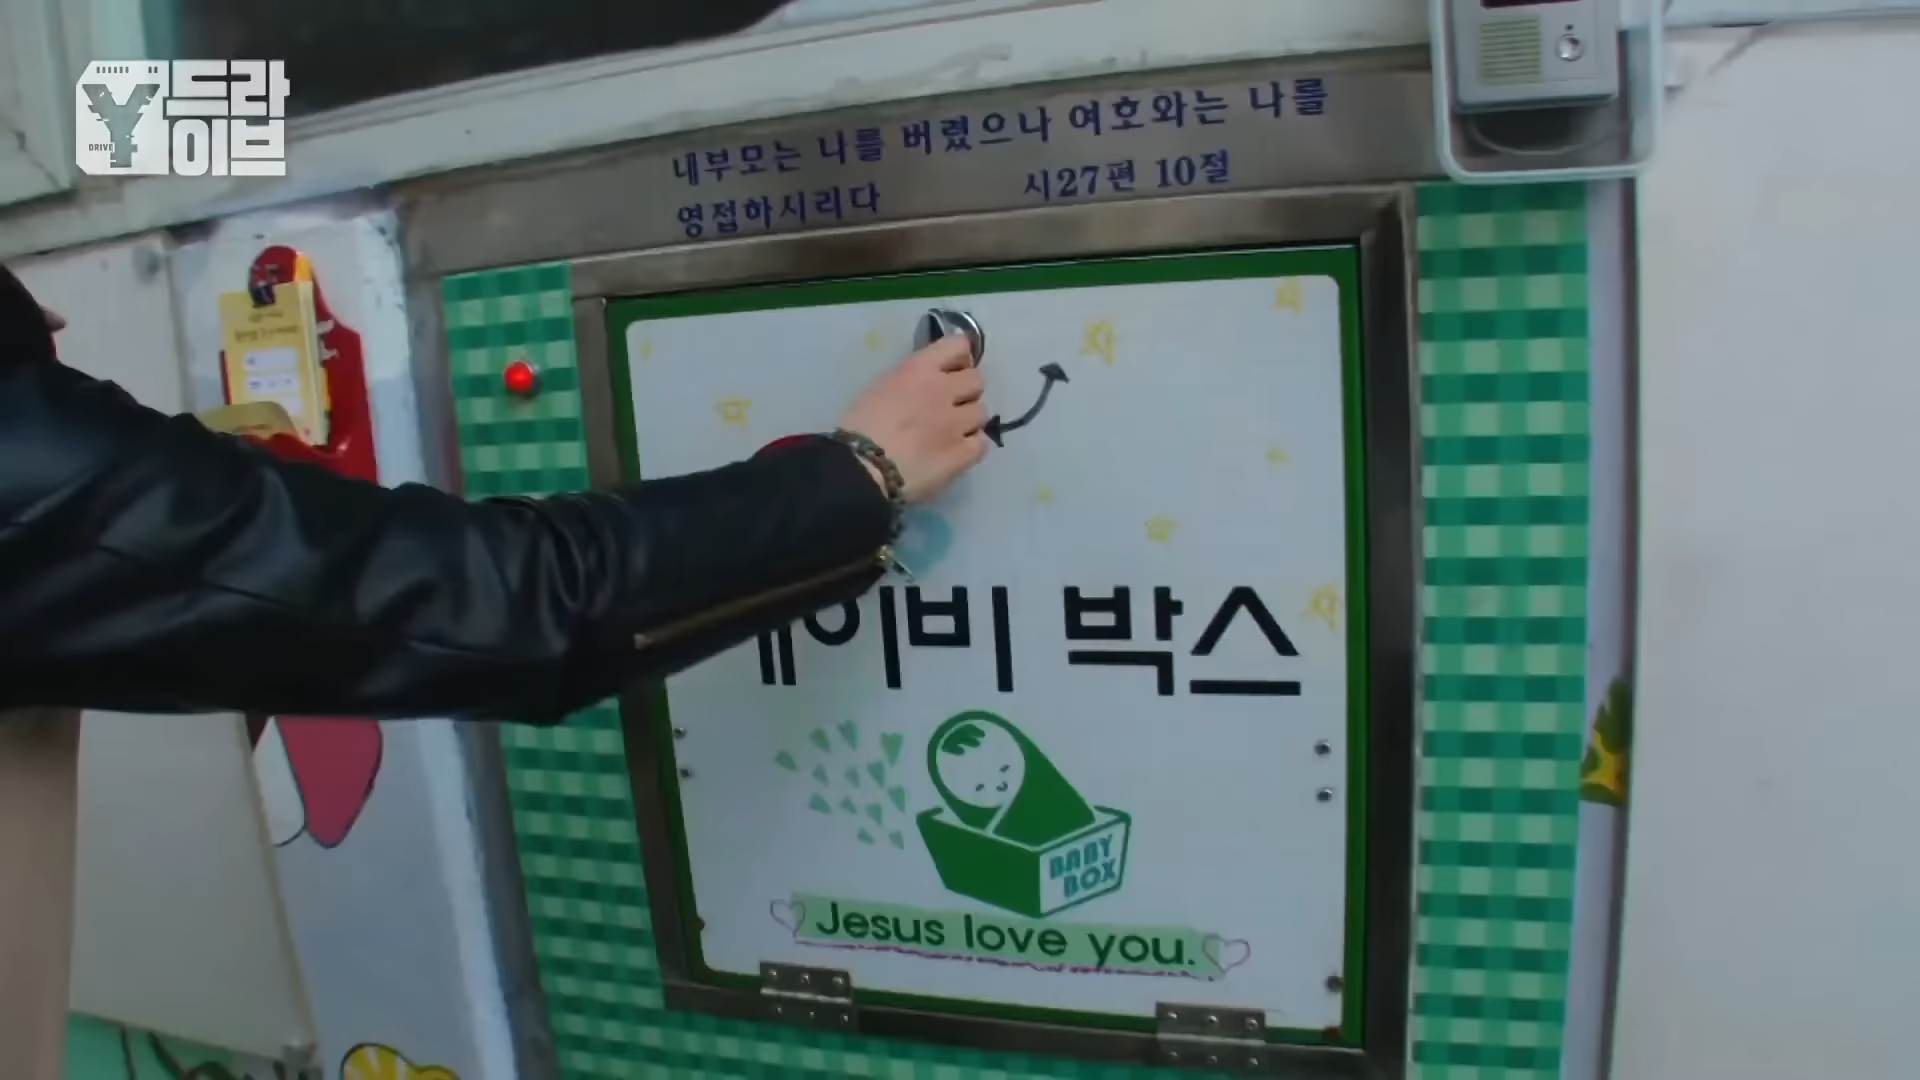 드라
이브
Y
DRIVE
내부모는 나를 버렸으나 여호와는 나를
영접하시리다 시27편 10절
이비 박스
BABY
BOX
Jesus love you.